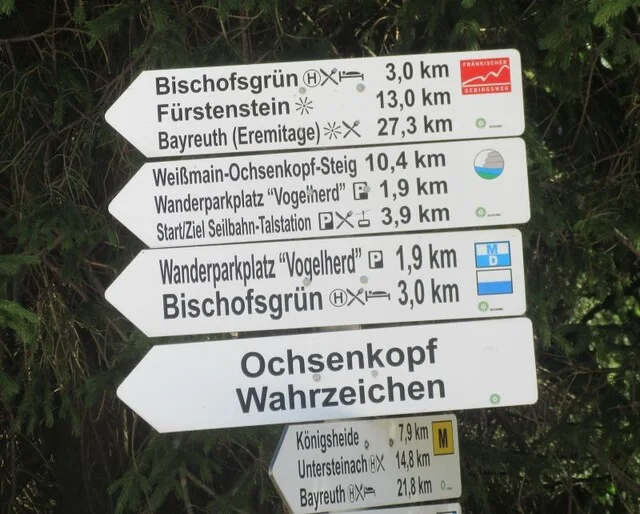 Bischofsgrün H 3,0 km
FRÄNKISCHER
GEBIRGSWEG
Fürstenstein 13,0 km
Bayreuth (Eremitage) 27,3 km
Weißmain-Ochsenkopf-Steig 10,4 km
Wanderparkplatz "Vogelherd" P 1,9 km
Start/Ziel Seilbahn-Talstation P 3,9 km
Wanderparkplatz "Vogelherd" P 1,9 km
M
D
Bischofsgrün H 3,0 km
Ochsenkopf
Wahrzeichen
Königsheide 7,9 km M
Untersteinach H 14,8 km
Bayreuth H 21,8 km